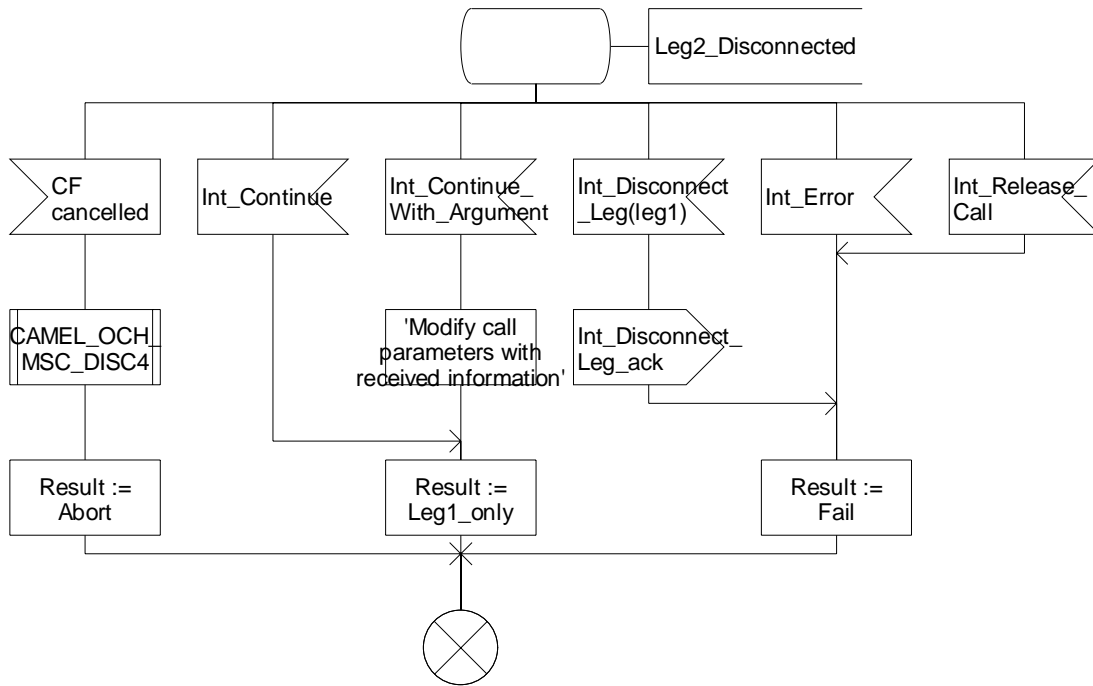 Leg2_Disconnected
CF
cancelled
Int_Continue
Int_Continue_
With_Argument
Int_Disconnect
_Leg(leg1)
Int_Error
Int_Release_
Call
CAMEL_OCH_
MSC_DISC4
'Modify call
parameters with
received information'
Int_Disconnect_
Leg_ack
Result :=
Abort
Result :=
Leg1_only
Result :=
Fail